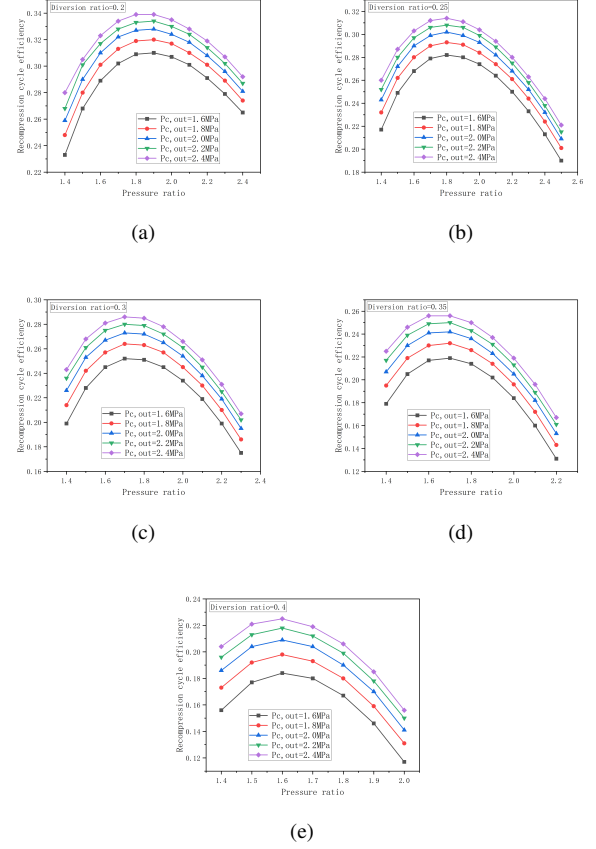 Diversion ratio=0.2
0.34
0.32
0.30
0.28
0.26
0.24
0.22
Recompression cycle efficiency
Pc,out=1.6MPa
Pc,out=1.8MPa
Pc,out=2.0MPa
Pc,out=2.2MPa
Pc,out=2.4MPa
1.4 1.6 1.8 2.0 2.2 2.4
Pressure ratio
(a)
Diversion ratio=0.25
0.32
0.30
0.28
0.26
0.24
0.22
0.20
0.18
Recompression cycle efficiency
Pc,out=1.6MPa
Pc,out=1.8MPa
Pc,out=2.0MPa
Pc,out=2.2MPa
Pc,out=2.4MPa
1.4 1.6 1.8 2.0 2.2 2.4 2.6
Pressure ratio
(b)
Diversion ratio=0.3
0.30
0.28
0.26
0.24
0.22
0.20
0.18
0.16
Recompression cycle efficiency
Pc,out=1.6MPa
Pc,out=1.8MPa
Pc,out=2.0MPa
Pc,out=2.2MPa
Pc,out=2.4MPa
1.4 1.6 1.8 2.0 2.2 2.4
Pressure ratio
(c)
Diversion ratio=0.35
0.26
0.24
0.22
0.20
0.18
0.16
0.14
0.12
Recompression cycle efficiency
Pc,out=1.6MPa
Pc,out=1.8MPa
Pc,out=2.0MPa
Pc,out=2.2MPa
Pc,out=2.4MPa
1.4 1.6 1.8 2.0 2.2
Pressure ratio
(d)
Diversion ratio=0.4
0.24
0.22
0.20
0.18
0.16
0.14
0.12
Recompression cycle efficiency
Pc,out=1.6MPa
Pc,out=1.8MPa
Pc,out=2.0MPa
Pc,out=2.2MPa
Pc,out=2.4MPa
1.4 1.5 1.6 1.7 1.8 1.9 2.0
Pressure ratio
(e)